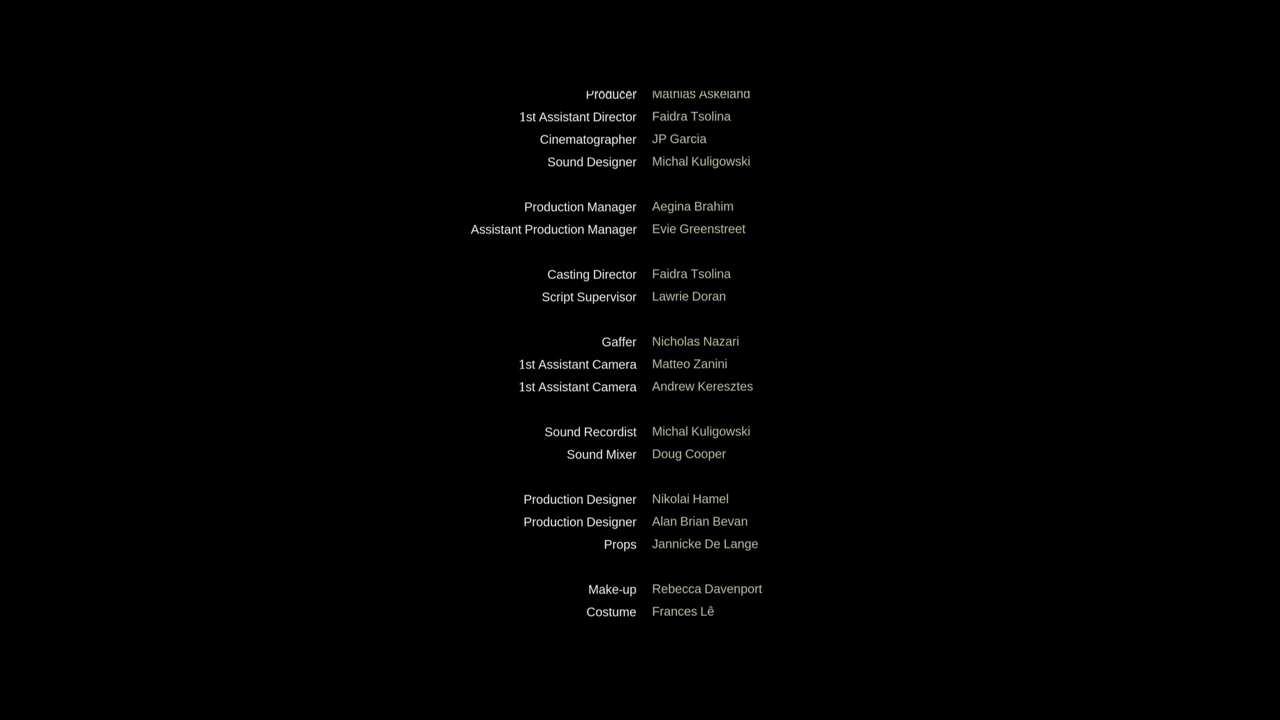 Producer Mathias Askeland
1st Assistant Director Faidra Tsolina
Cinematographer JP Garcia
Sound Designer Michal Kuligowski
Production Manager Aegina Brahim
Assistant Production Manager Evie Greenstreet
Casting Director Faidra Tsolina
Script Supervisor Lawrie Doran
Gaffer Nicholas Nazari
1st Assistant Camera Matteo Zanini
1st Assistant Camera Andrew Keresztes
Sound Recordist Michal Kuligowski
Sound Mixer Doug Cooper
Production Designer Nikolai Hamel
Production Designer Alan Brian Bevan
Props Jannicke De Lange
Make-up Rebecca Davenport
Costume Frances Lê